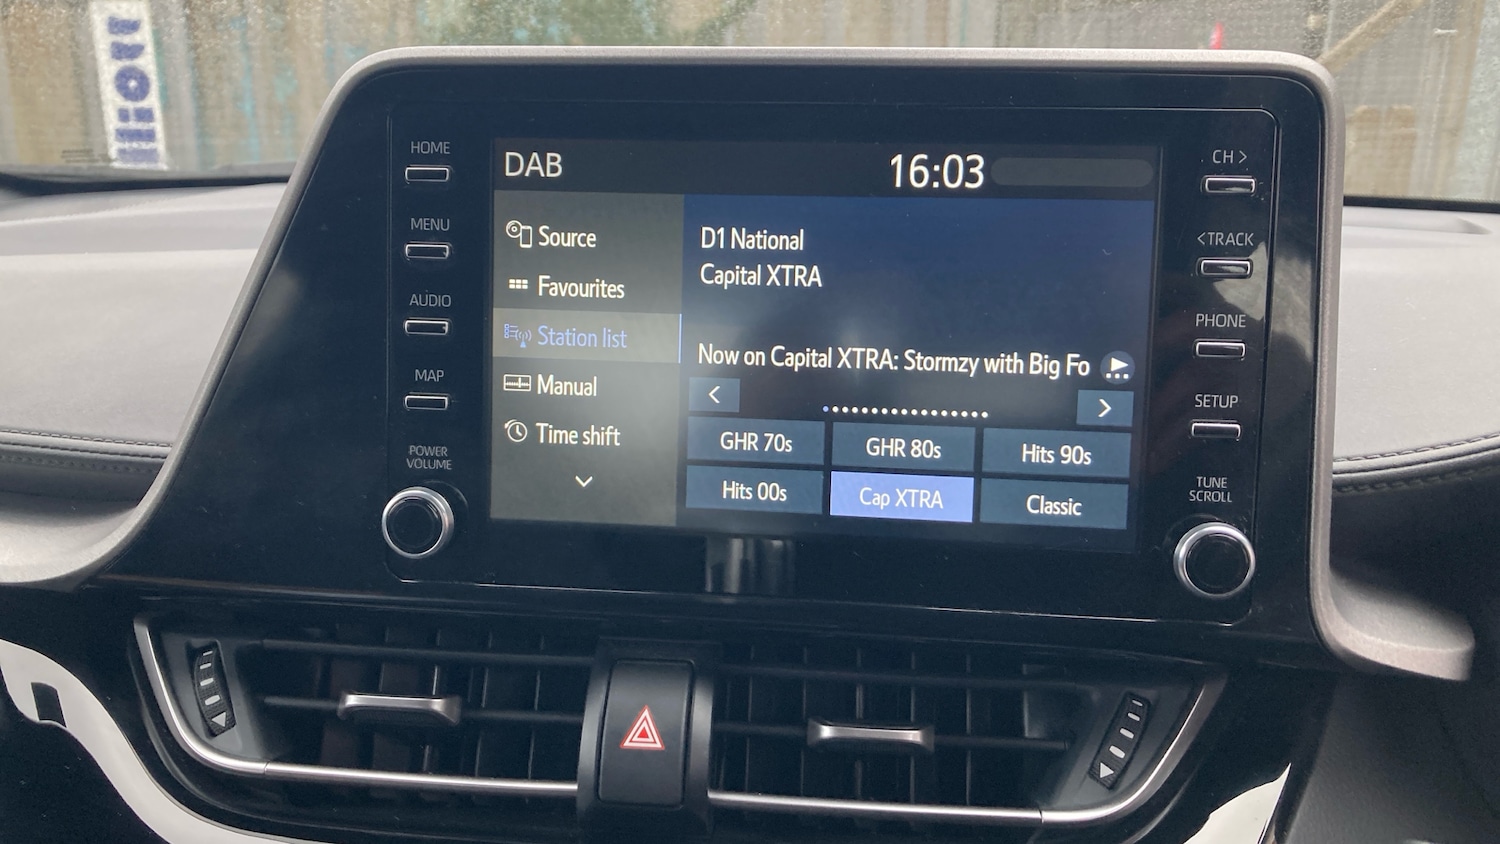 HOME
MENU
AUDIO
MAP
POWER
VOLUME
DAB
16:03
Source
Favourites
Station list
Manual
Time shift
D1 National
Capital XTRA
Now on Capital XTRA: Stormzy with Big Fo
<
>
GHR 70s
GHR 80s
Hits 90s
Hits 00s
Cap XTRA
Classic
CH >
<TRACK
PHONE
SETUP
TUNE
SCROLL